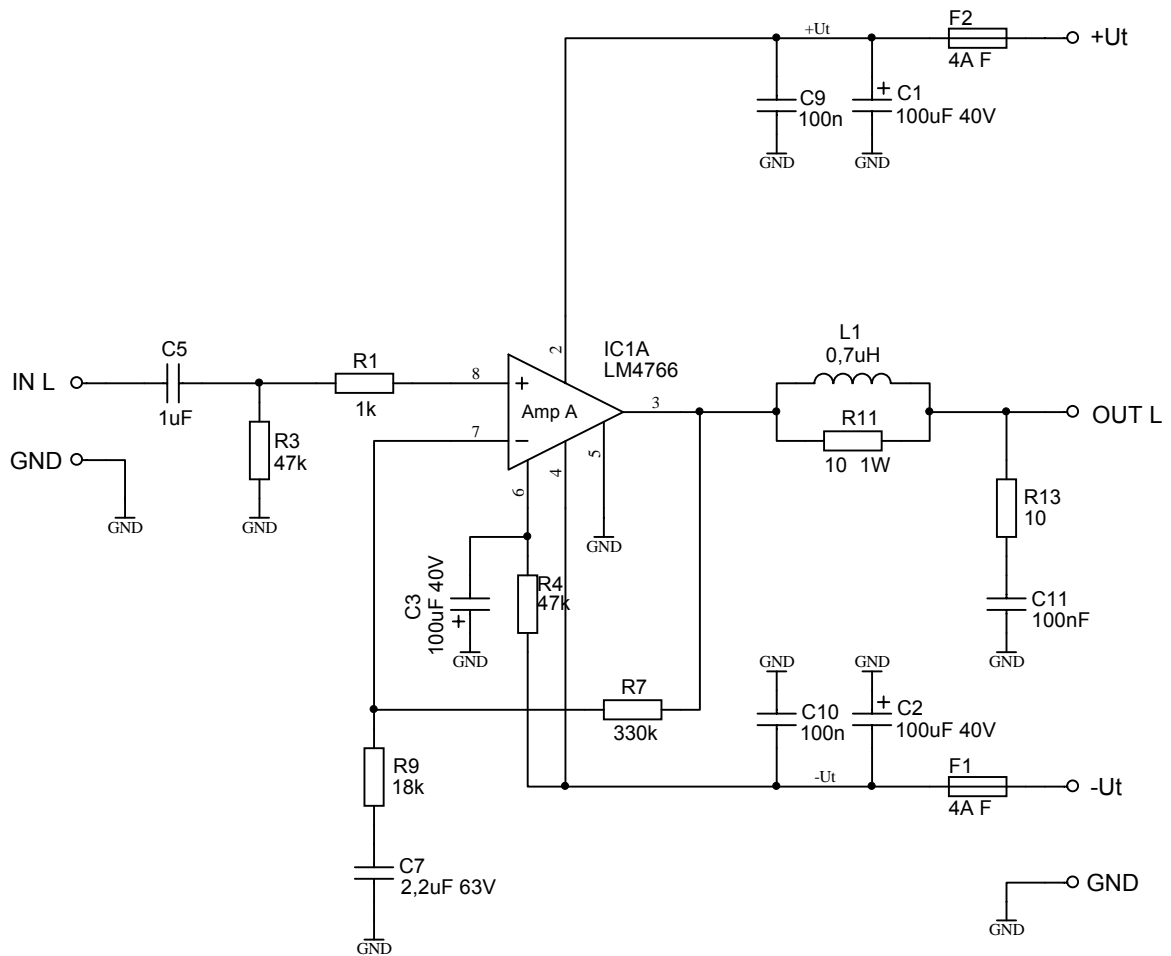 F2
+Ut
+Ut
4A F
C9
100n
C1
100uF 40V
+
GND
GND
L1
0,7uH
2
IC1A
LM4766
C5
R1
IN L
8
+
Amp A
3
OUT L
1uF
1k
R11
7
−
10 1W
R3
47k
GND
5
4
6
R13
10
GND
GND
GND
C3
100uF 40V
+
R4
47k
C11
100nF
GND
GND
GND
GND
R7
+
C10
100n
C2
100uF 40V
330k
R9
18k
-Ut
F1
-Ut
4A F
C7
2,2uF 63V
GND
GND
GND